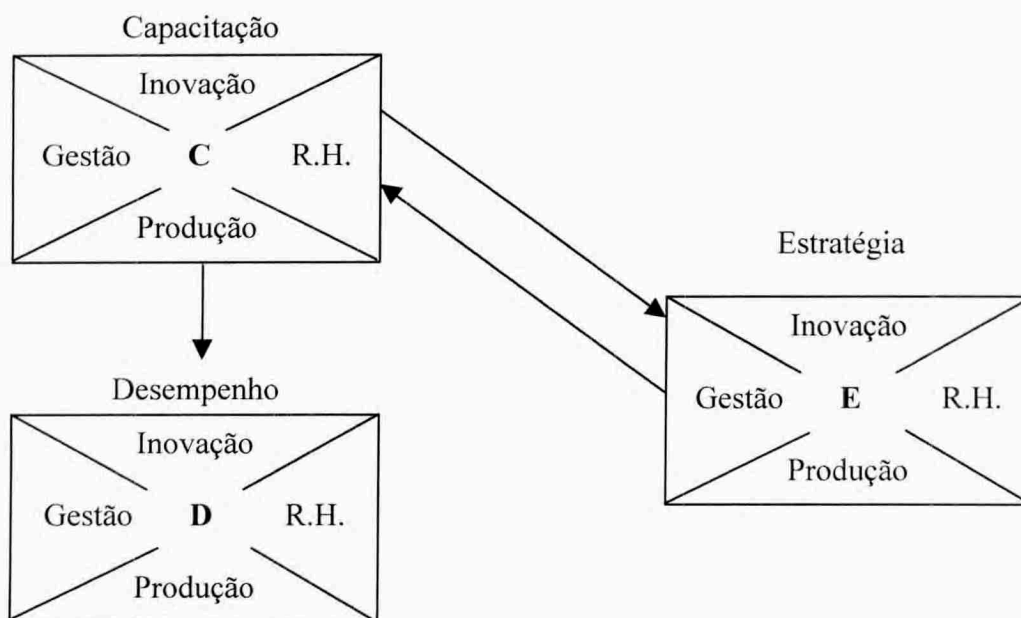 Capacitação
Inovação
Gestão C R.H.
Produção
Estratégia
Inovação
Gestão E R.H.
Produção
Desempenho
Inovação
Gestão D R.H.
Produção